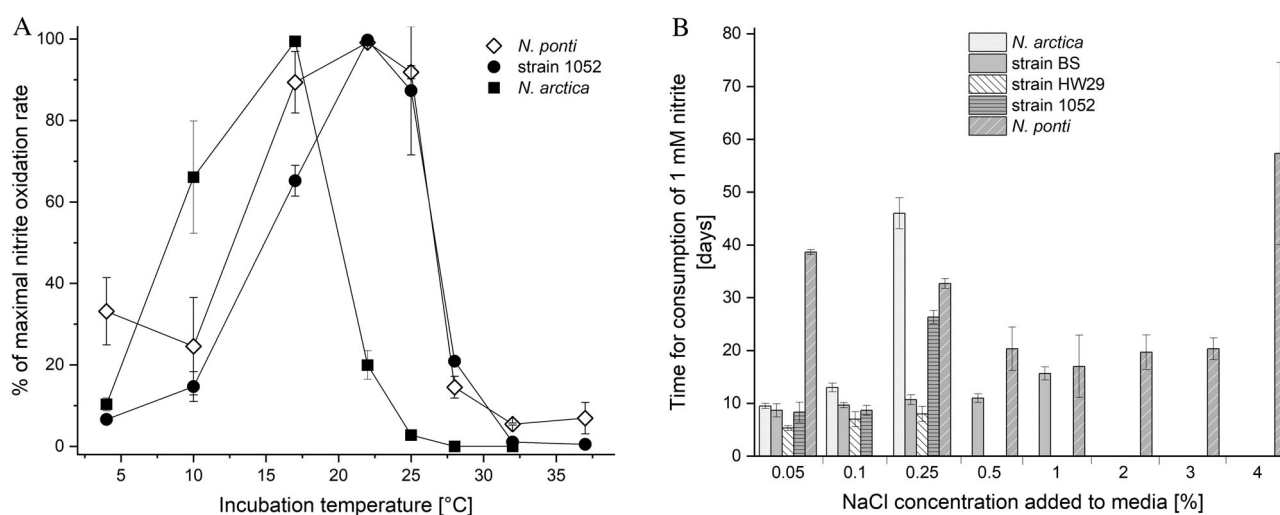 A
% of maximal nitrite oxidation rate
100
80
60
40
20
0
5
10
15
20
25
30
35
Incubation temperature [°C]
N. ponti
strain 1052
N. arctica
B
Time for consumption of 1 mM nitrite
[days]
80
70
60
50
40
30
20
10
0
0.05
0.1
0.25
0.5
1
2
3
4
NaCl concentration added to media [%]
N. arctica
strain BS
strain HW29
strain 1052
N. ponti